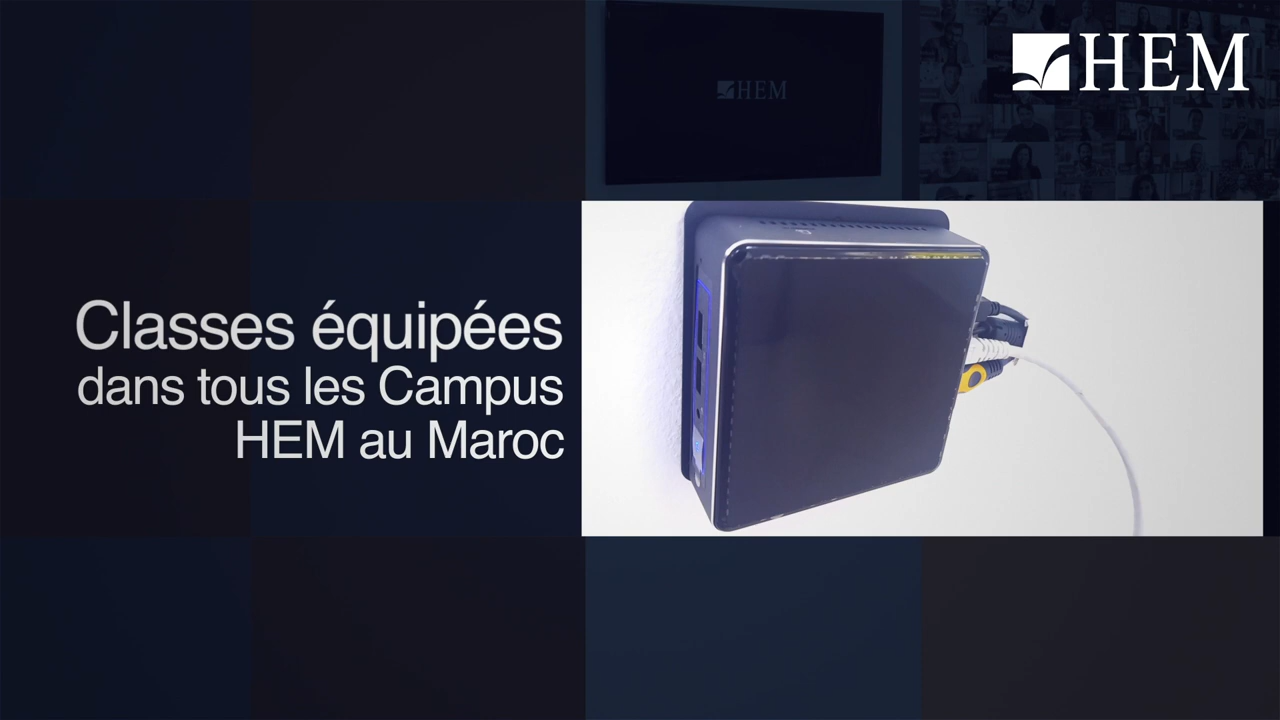 HEM
HEM
Classes équipées
dans tous les Campus
HEM au Maroc